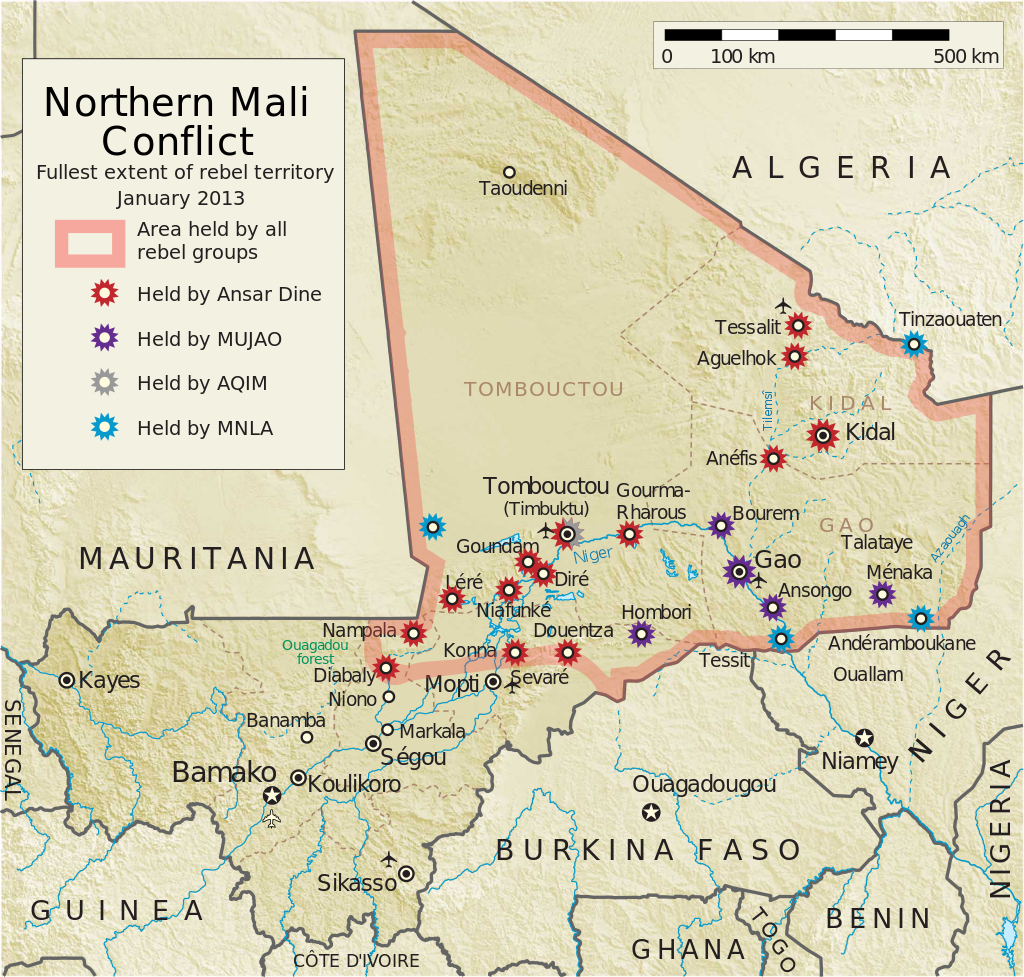 Northern Mali
Conflict
Fullest extent of rebel territory
January 2013
Area held by all
rebel groups
Held by Ansar Dine
Held by MUJAO
Held by AQIM
Held by MNLA
0 100 km 500 km
ALGERIA
Taoudenni
Tessalit
Tinzaouaten
Aguelhok
TOMBOUCTOU
Tilemsi
KIDAL
Kidal
Anéfis
Tombouctou
(Timbuktu)
Gourma-
Rharous
Bourem
GAO
Talataye
Azaouagh
MAURITANIA
Goundam
Niger
Gao
Diré
Ménaka
Léré
Ansongo
Niafunké
Hombori
Nampala
Douentza
Andéramboukane
Ouagadou
forest
Konna
Tessit
Diabaly
Sevaré
Ouallam
Kayes
Mopti
Niono
NIGER
SENEGAL
Banamba
Markala
Ségou
Niamey
Bamako
Koulikoro
Ouagadougou
NIGERIA
BURKINA FASO
Sikasso
GUINEA
BENIN
TOGO
GHANA
CÔTE D'IVOIRE